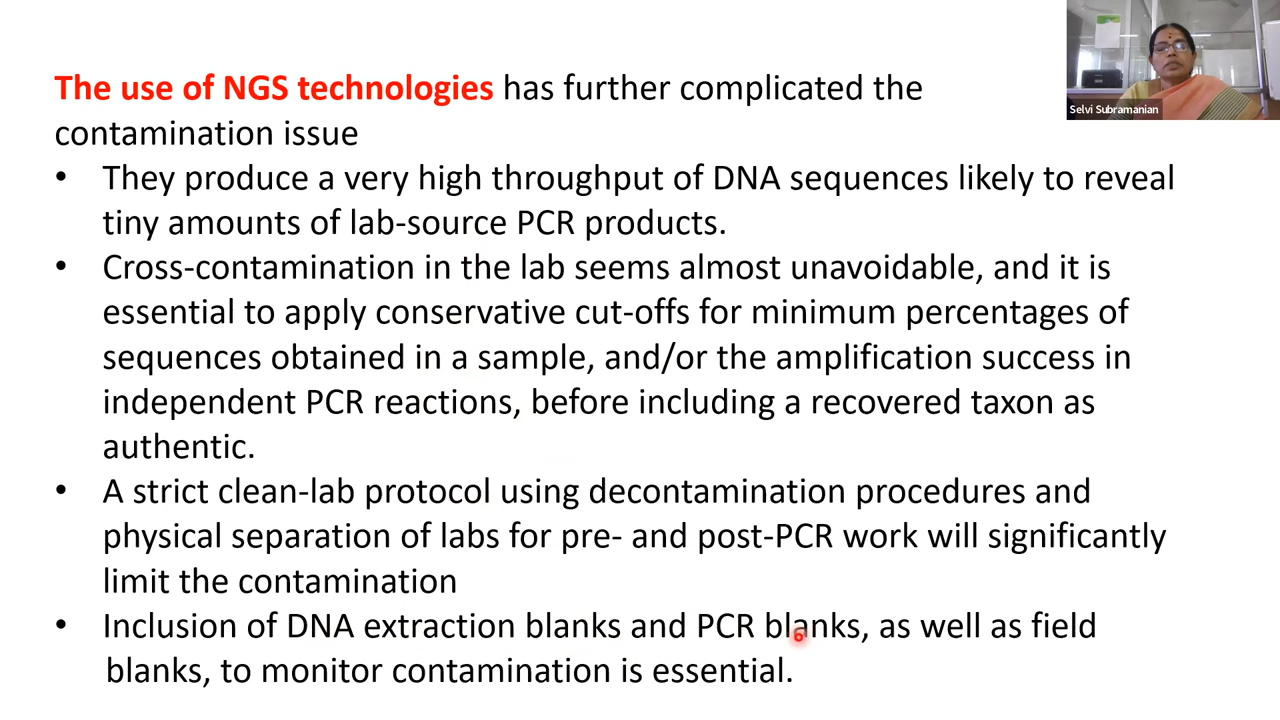 The use of NGS technologies has further complicated the
contamination issue
• They produce a very high throughput of DNA sequences likely to reveal
tiny amounts of lab-source PCR products.
• Cross-contamination in the lab seems almost unavoidable, and it is
essential to apply conservative cut-offs for minimum percentages of
sequences obtained in a sample, and/or the amplification success in
independent PCR reactions, before including a recovered taxon as
authentic.
• A strict clean-lab protocol using decontamination procedures and
physical separation of labs for pre- and post-PCR work will significantly
limit the contamination
• Inclusion of DNA extraction blanks and PCR blanks, as well as field
blanks, to monitor contamination is essential.
Selvi Subramanian